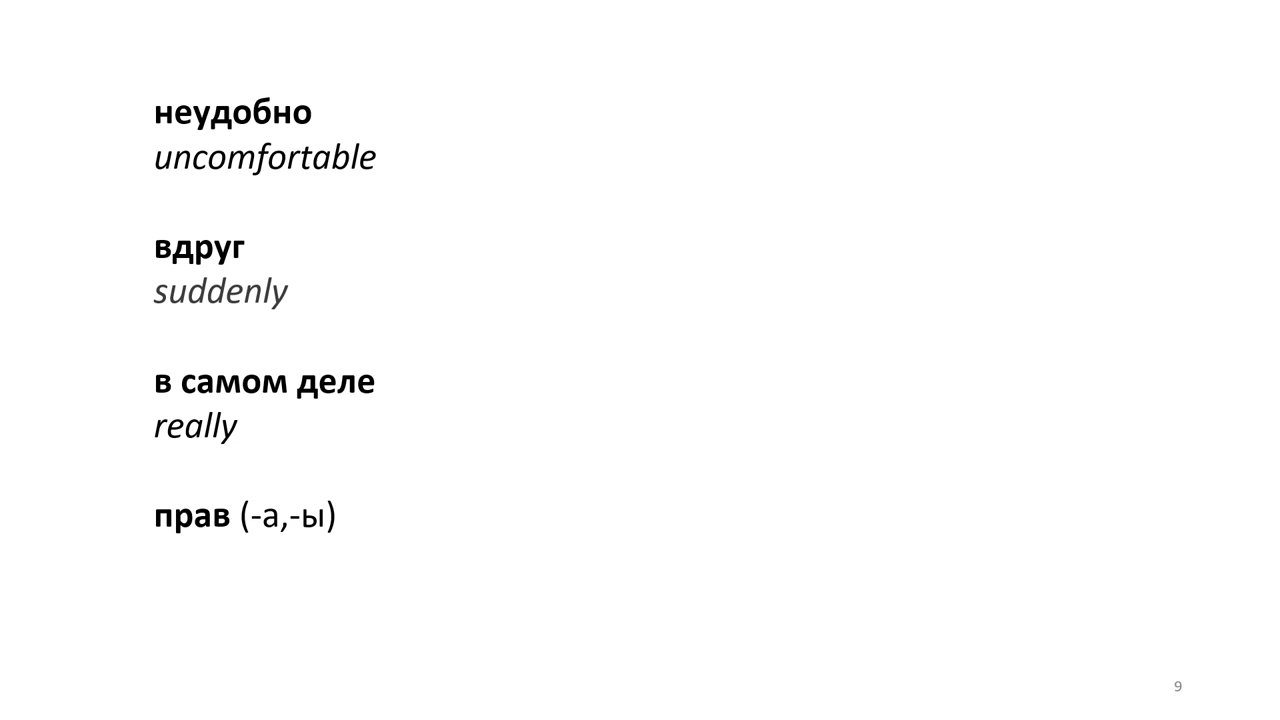 неудобно
uncomfortable
вдруг
suddenly
в самом деле
really
прав (-а,-ы)
9